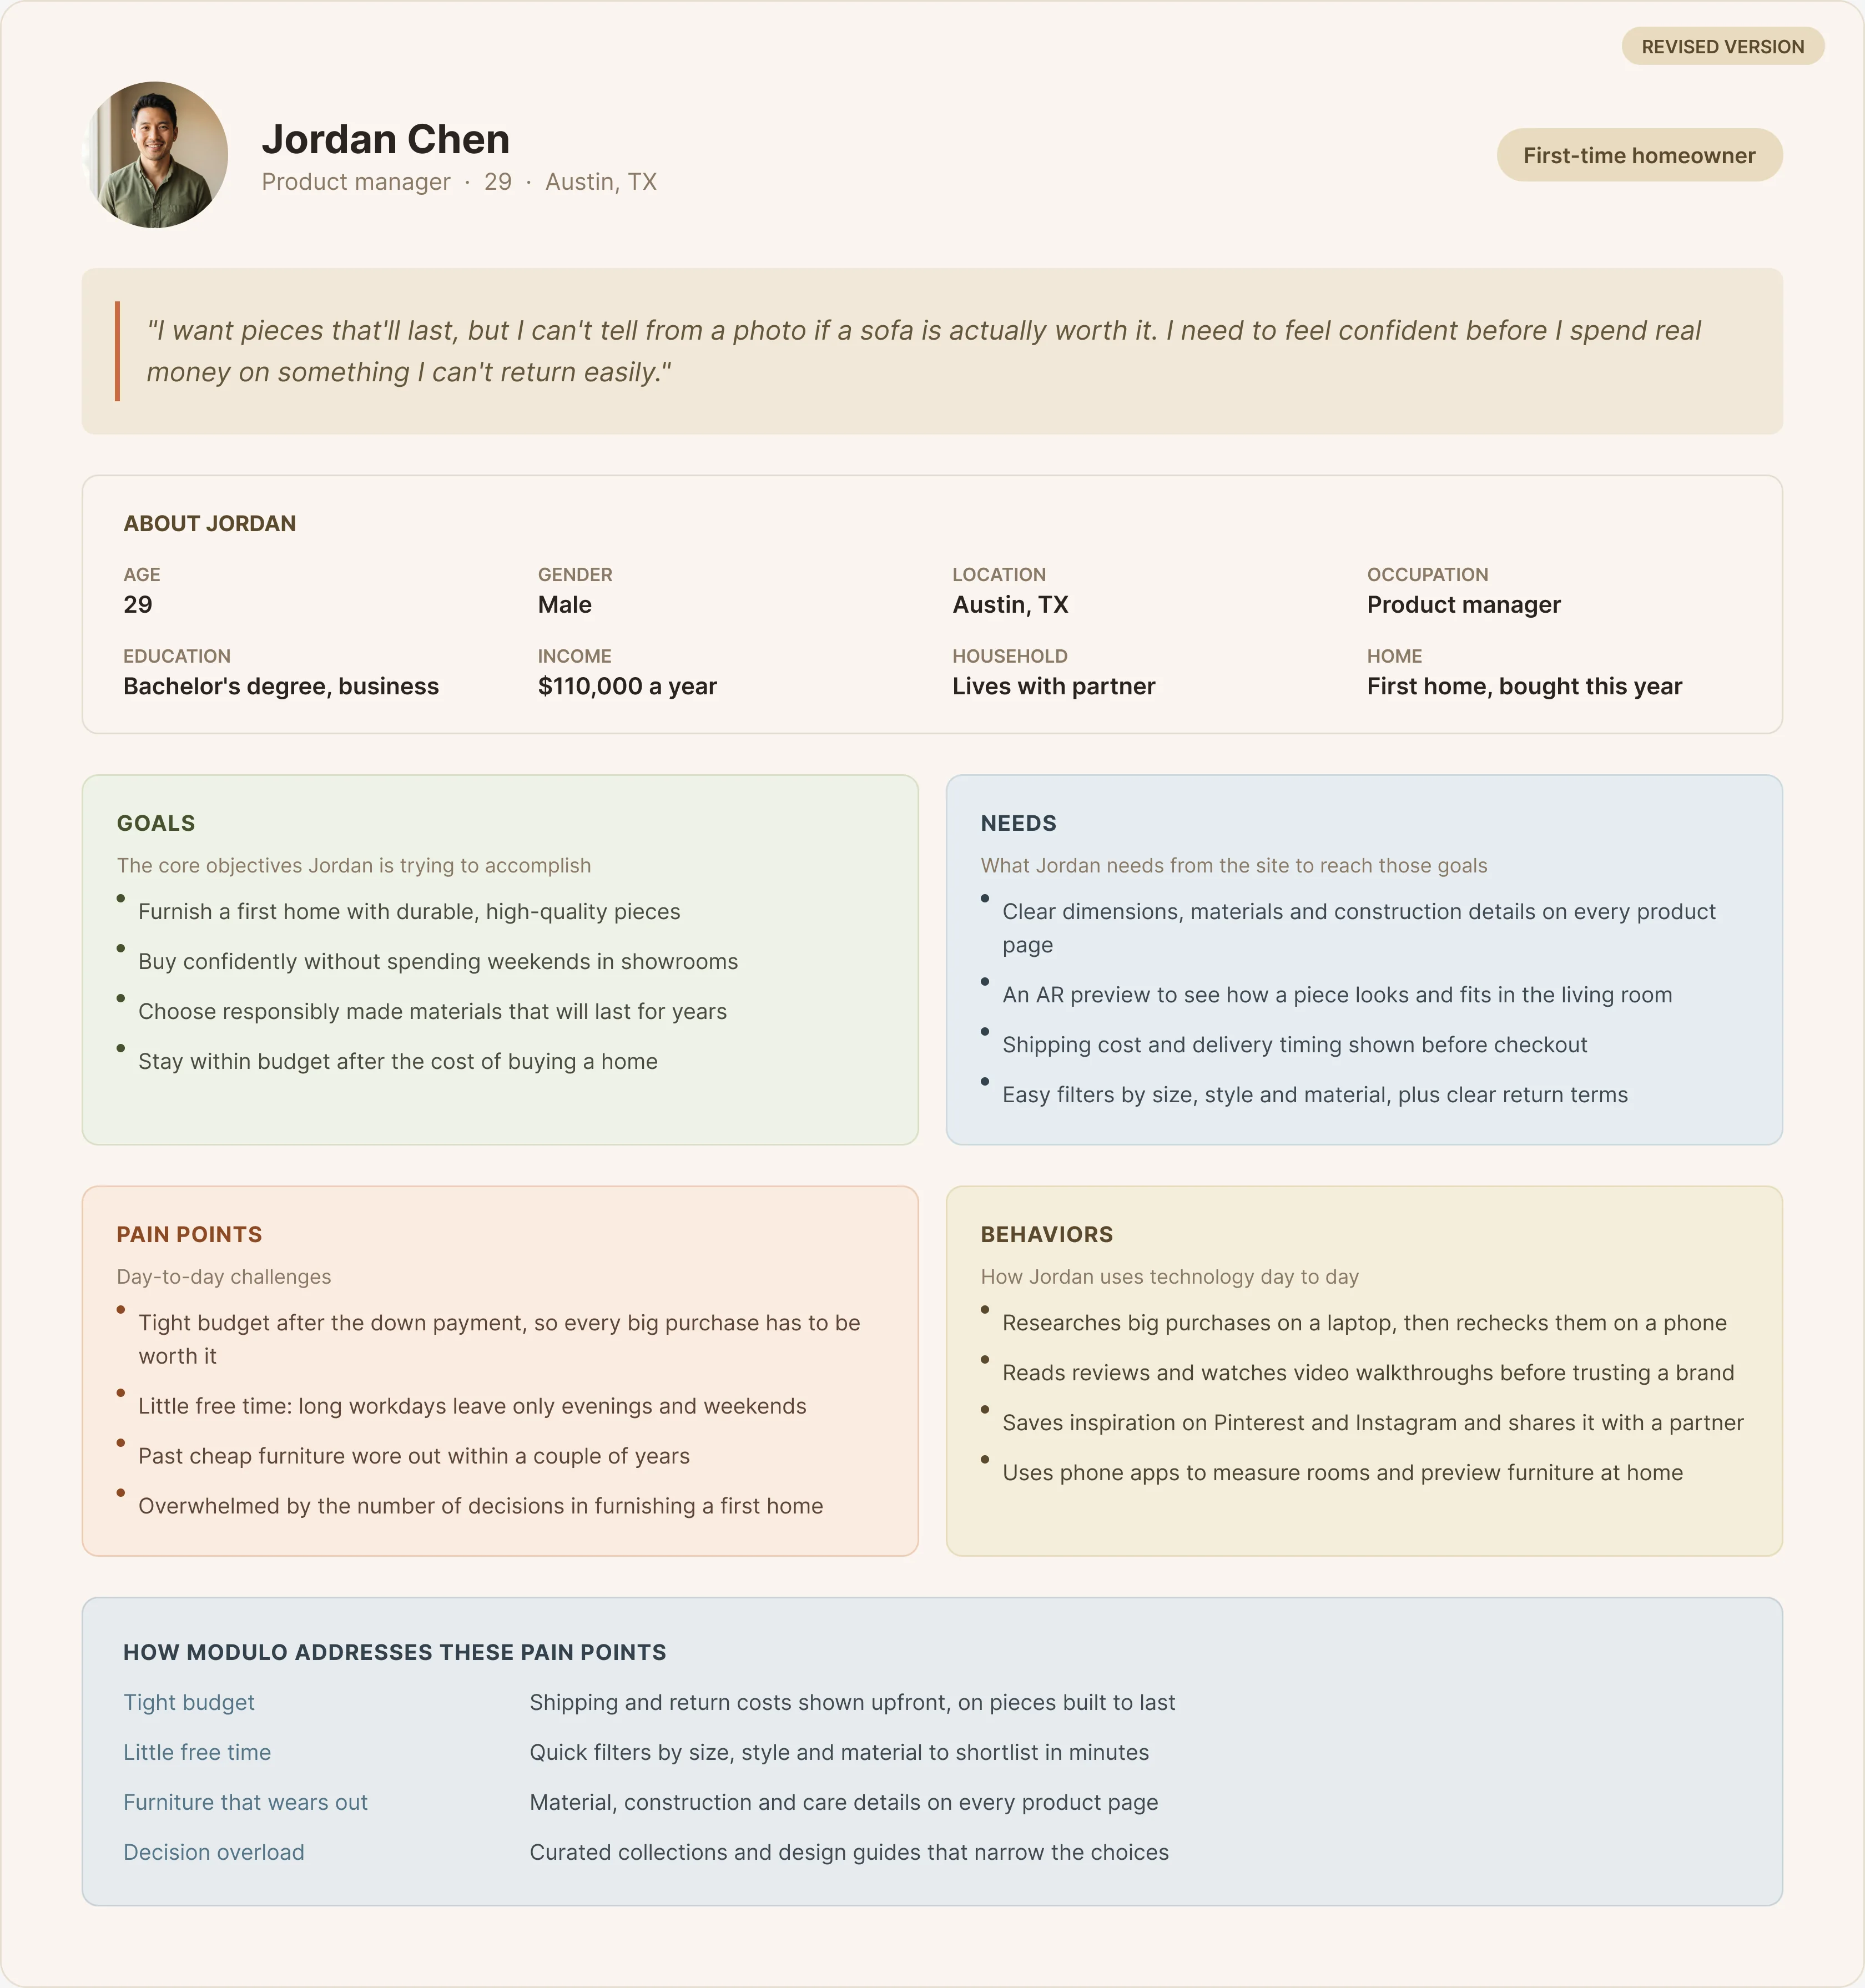 REVISED VERSION
Jordan Chen
Product manager · 29 · Austin, TX
First-time homeowner
"I want pieces that'll last, but I can't tell from a photo if a sofa is actually worth it. I need to feel confident before I spend real
money on something I can't return easily."
ABOUT JORDAN
AGE
29
GENDER
Male
LOCATION
Austin, TX
OCCUPATION
Product manager
EDUCATION
Bachelor's degree, business
INCOME
$110,000 a year
HOUSEHOLD
Lives with partner
HOME
First home, bought this year
GOALS
The core objectives Jordan is trying to accomplish
• Furnish a first home with durable, high-quality pieces
• Buy confidently without spending weekends in showrooms
• Choose responsibly made materials that will last for years
• Stay within budget after the cost of buying a home
NEEDS
What Jordan needs from the site to reach those goals
• Clear dimensions, materials and construction details on every product
page
• An AR preview to see how a piece looks and fits in the living room
• Shipping cost and delivery timing shown before checkout
• Easy filters by size, style and material, plus clear return terms
PAIN POINTS
Day-to-day challenges
• Tight budget after the down payment, so every big purchase has to be
worth it
• Little free time: long workdays leave only evenings and weekends
• Past cheap furniture wore out within a couple of years
• Overwhelmed by the number of decisions in furnishing a first home
BEHAVIORS
How Jordan uses technology day to day
• Researches big purchases on a laptop, then rechecks them on a phone
• Reads reviews and watches video walkthroughs before trusting a brand
• Saves inspiration on Pinterest and Instagram and shares it with a partner
• Uses phone apps to measure rooms and preview furniture at home
HOW MODULO ADDRESSES THESE PAIN POINTS
Tight budget Shipping and return costs shown upfront, on pieces built to last
Little free time Quick filters by size, style and material to shortlist in minutes
Furniture that wears out Material, construction and care details on every product page
Decision overload Curated collections and design guides that narrow the choices